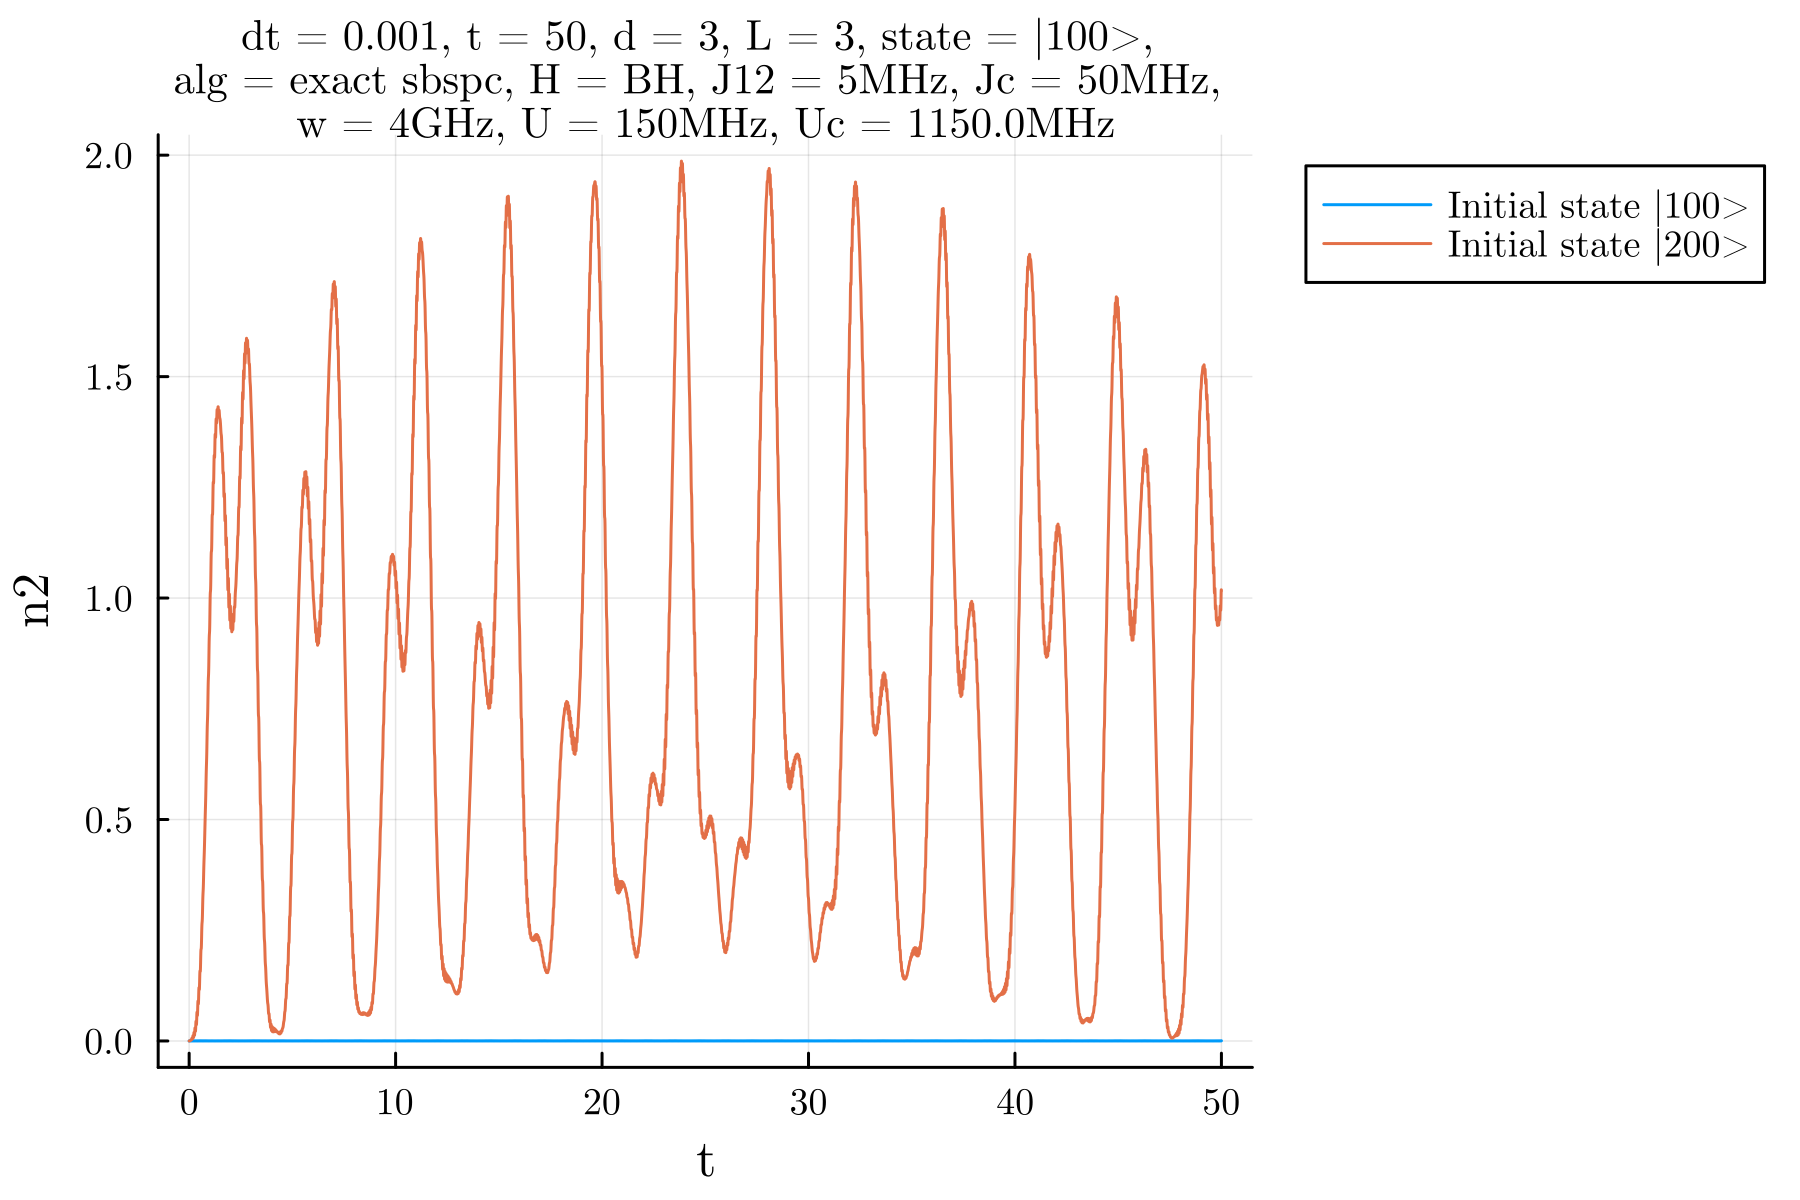 dt = 0.001, t = 50, d = 3, L = 3, state = |100>,
alg = exact sbspc, H = BH, J12 = 5MHz, Jc = 50MHz,
w = 4GHz, U = 150MHz, Uc = 1150.0MHz
Initial state |100>
Initial state |200>
n2
2.0
1.5
1.0
0.5
0.0
0 10 20 30 40 50
t